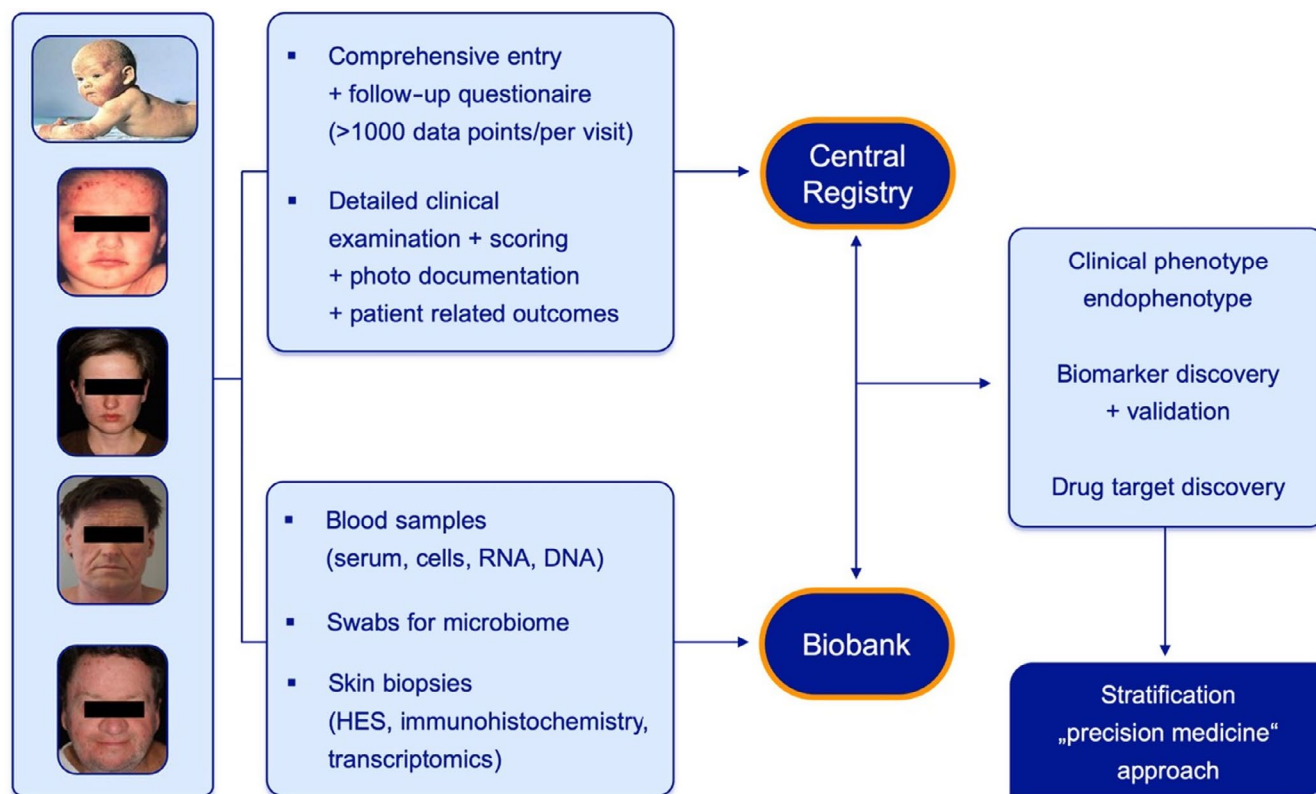 ▪ Comprehensive entry
+ follow-up questionaire
(>1000 data points/per visit)
▪ Detailed clinical
examination + scoring
+ photo documentation
+ patient related outcomes
▪ Blood samples
(serum, cells, RNA, DNA)
▪ Swabs for microbiome
▪ Skin biopsies
(HES, immunohistochemistry,
transcriptomics)
Central
Registry
Biobank
Clinical phenotype
endophenotype
Biomarker discovery
+ validation
Drug target discovery
Stratification
„precision medicine“
approach